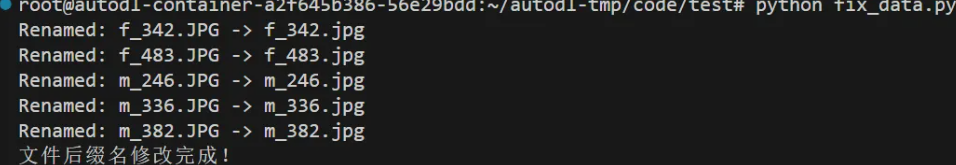 root@autodl-container-a2f645b386-56e29bdd:~/autodl-tmp/code/test# python fix_data.py
Renamed: f_342.JPG -> f_342.jpg
Renamed: f_483.JPG -> f_483.jpg
Renamed: m_246.JPG -> m_246.jpg
Renamed: m_336.JPG -> m_336.jpg
Renamed: m_382.JPG -> m_382.jpg
文件后缀名修改完成！